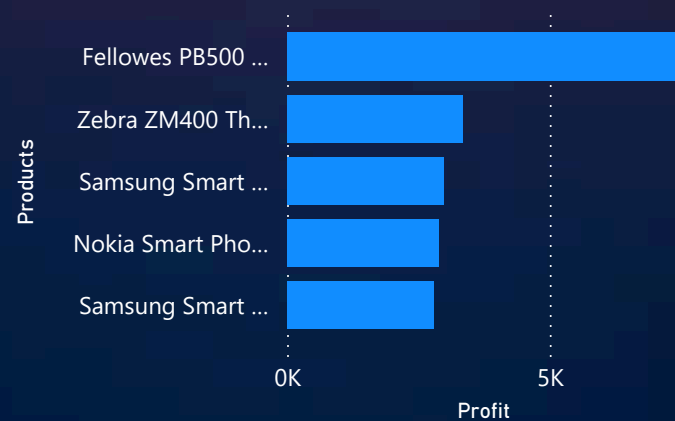 Products
Fellowes PB500 ...
Zebra ZM400 Th...
Samsung Smart ...
Nokia Smart Pho...
Samsung Smart ...
0K
5K
Profit